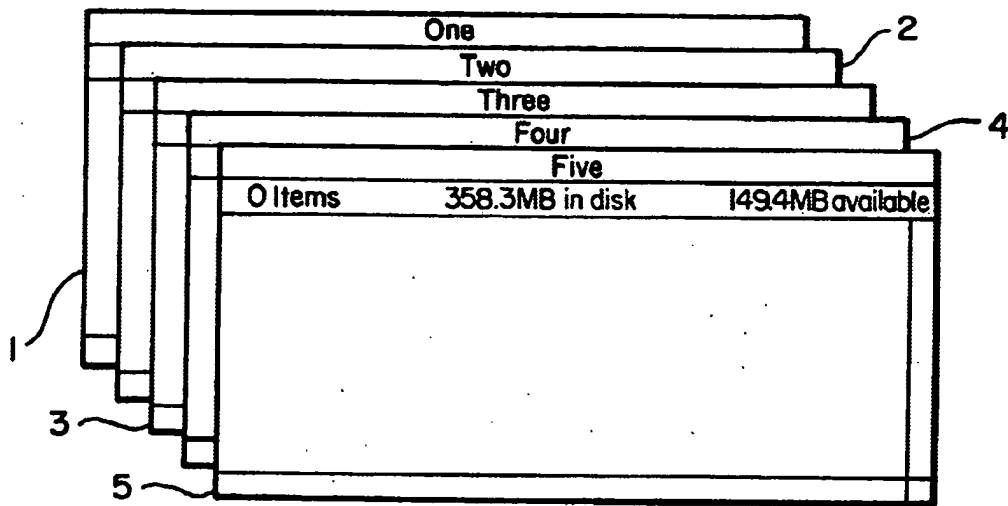 One
2
Two
Three
4
Four
Five
0 Items 358.3MB in disk 149.4MB available
1
3
5